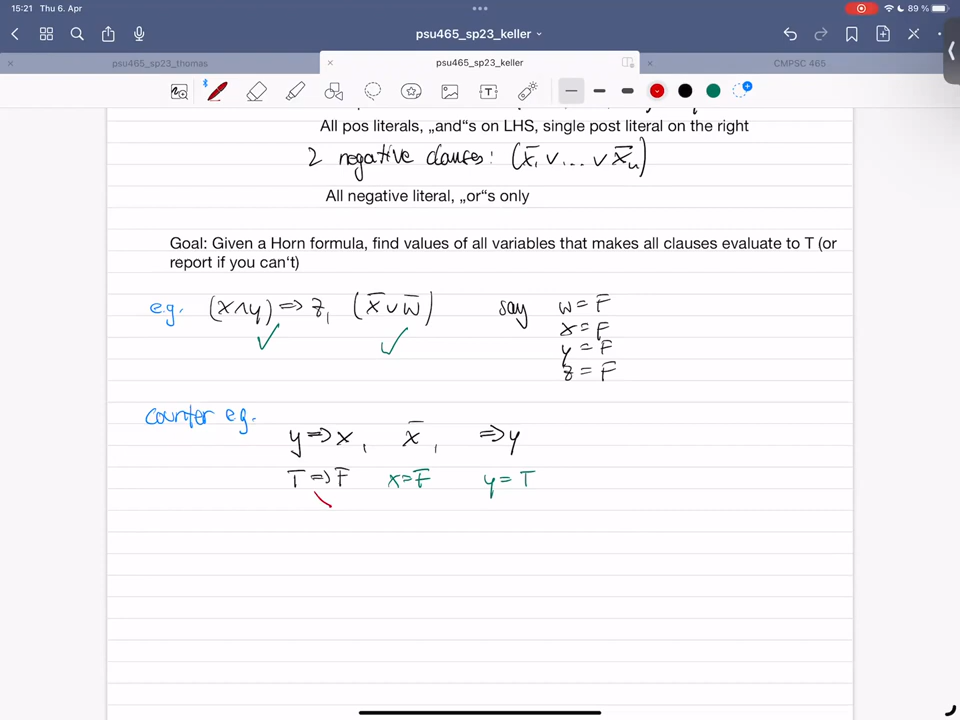 15:21 Thu 6. Apr
89 %
psu465_sp23_keller
psu465_sp23_thomas
psu465_sp23_keller
CMPSC 465
All pos literals, „and“s on LHS, single post literal on the right
2 negative clauses: (x̄₁ ∨ ... ∨ x̄ₙ)
All negative literal, „or“s only
Goal: Given a Horn formula, find values of all variables that makes all clauses evaluate to T (or
report if you can‘t)
e.g. (x∧y) ⇒ z, (x̄ ∨ w̄) say w = F
✓ ✓ x = F
y = F
z = F
counter e.g.
y ⇒ x, x̄, ⇒ y
T ⇒ F x = F y = T